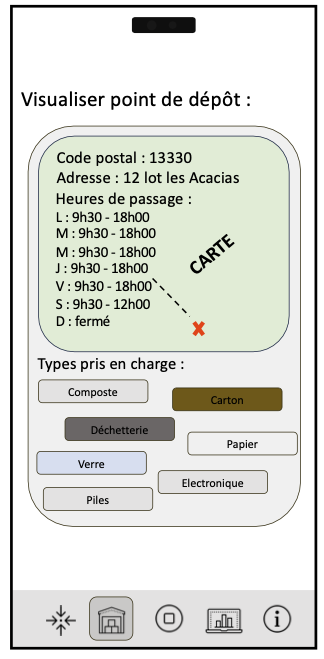 Visualiser point de dépôt :
Code postal : 13330
Adresse : 12 lot les Acacias
Heures de passage :
L : 9h30 - 18h00
M : 9h30 - 18h00
M : 9h30 - 18h00
J : 9h30 - 18h00
V : 9h30 - 18h00
S : 9h30 - 12h00
D : fermé
CARTE
Types pris en charge :
Composte
Carton
Déchetterie
Papier
Verre
Electronique
Piles